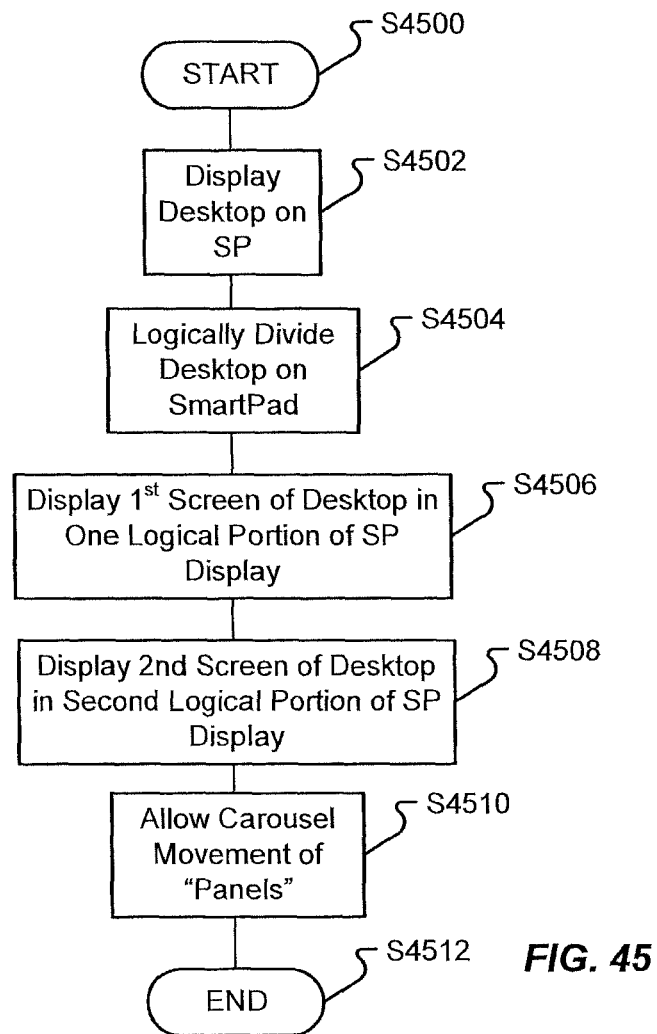 S4500
START
S4502
Display
Desktop on
SP
S4504
Logically Divide
Desktop on
SmartPad
S4506
Display 1st Screen of Desktop in
One Logical Portion of SP
Display
S4508
Display 2nd Screen of Desktop
in Second Logical Portion of SP
Display
S4510
Allow Carousel
Movement of
“Panels”
S4512
END
FIG. 45